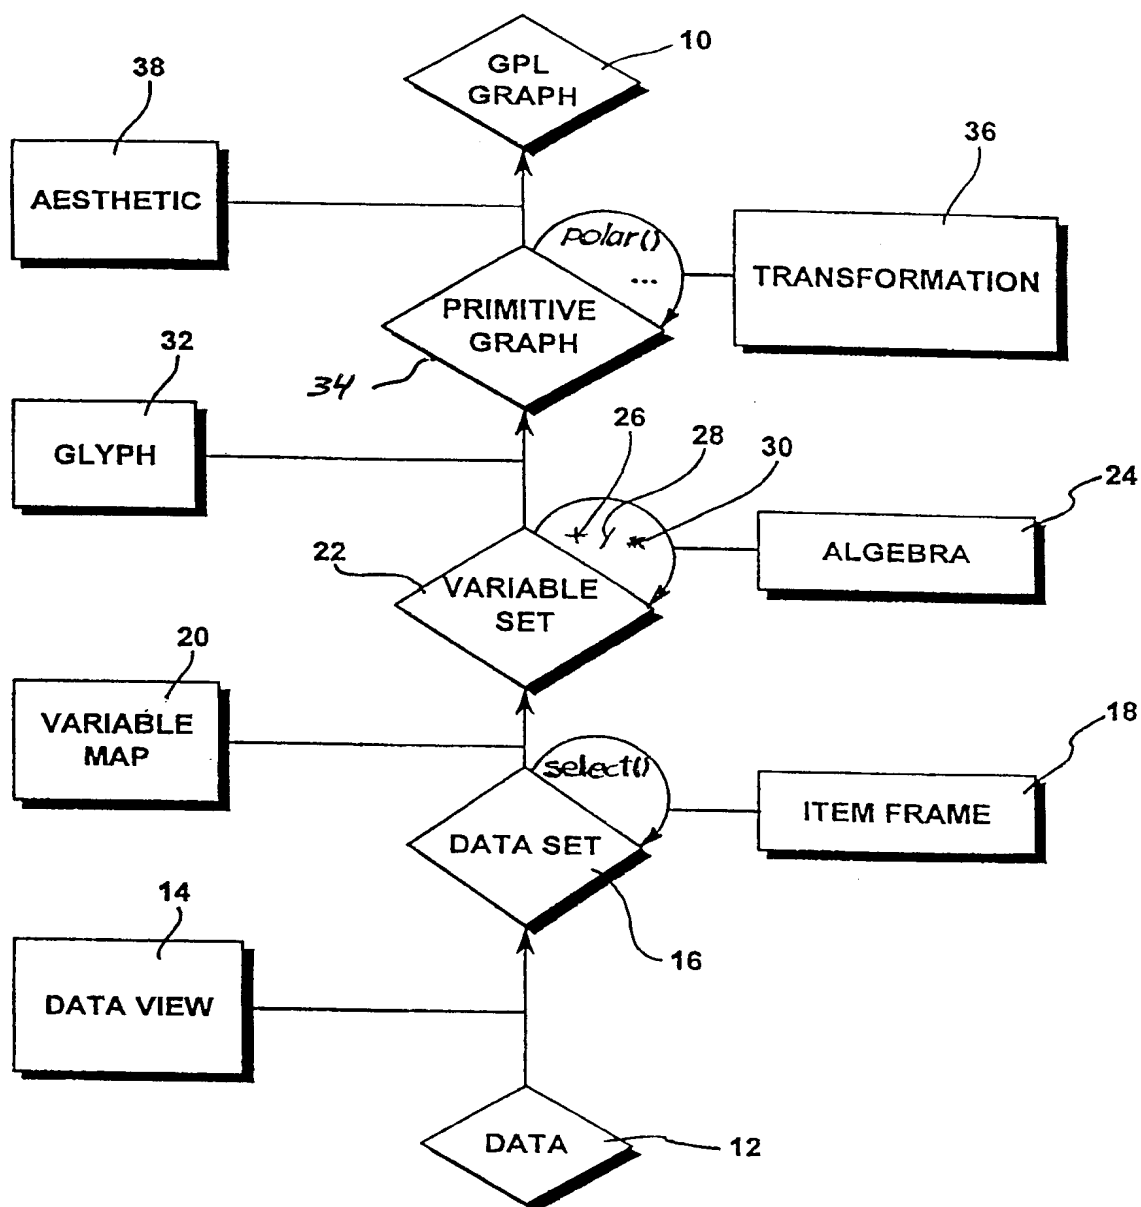 10
GPL
GRAPH
38
AESTHETIC
36
polar()
...
TRANSFORMATION
PRIMITIVE
GRAPH
34
32
GLYPH
26
28
30
24
+ / *
ALGEBRA
22
VARIABLE
SET
20
VARIABLE
MAP
18
select()
ITEM FRAME
DATA SET
14
16
DATA VIEW
DATA
12